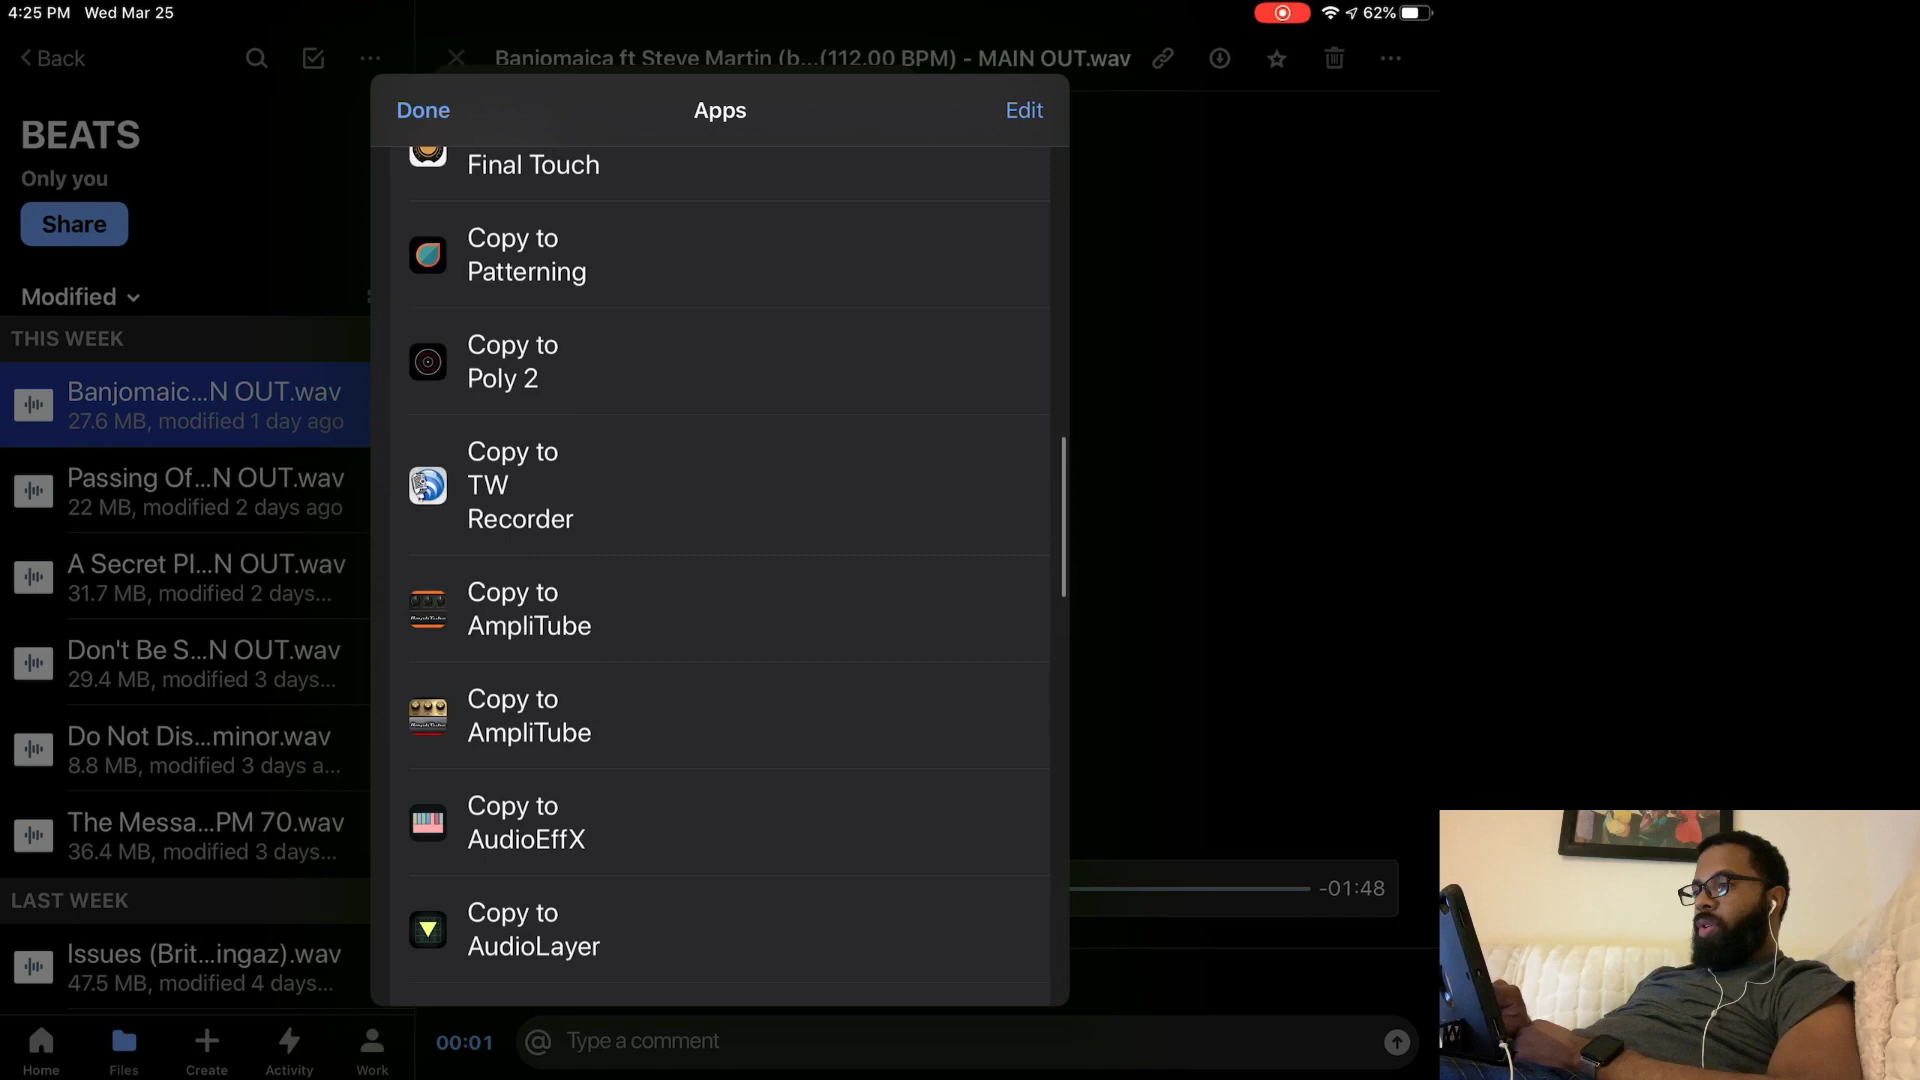 4:25 PM Wed Mar 25
62%
Back
Banjomaica ft Steve Martin (b...(112.00 BPM) - MAIN OUT.wav
Done
Apps
Edit
BEATS
Only you
Share
Modified
THIS WEEK
Banjomaic...N OUT.wav
27.6 MB, modified 1 day ago
Passing Of...N OUT.wav
22 MB, modified 2 days ago
A Secret Pl...N OUT.wav
31.7 MB, modified 2 days...
Don't Be S...N OUT.wav
29.4 MB, modified 3 days...
Do Not Dis...minor.wav
8.8 MB, modified 3 days a...
The Messa...PM 70.wav
36.4 MB, modified 3 days...
LAST WEEK
Issues (Brit...ingaz).wav
47.5 MB, modified 4 days...
Final Touch
Copy to
Patterning
Copy to
Poly 2
Copy to
TW
Recorder
Copy to
AmpliTube
Copy to
AmpliTube
Copy to
AudioEffX
Copy to
AudioLayer
-01:48
00:01
@ Type a comment
Home
Files
Create
Activity
Work